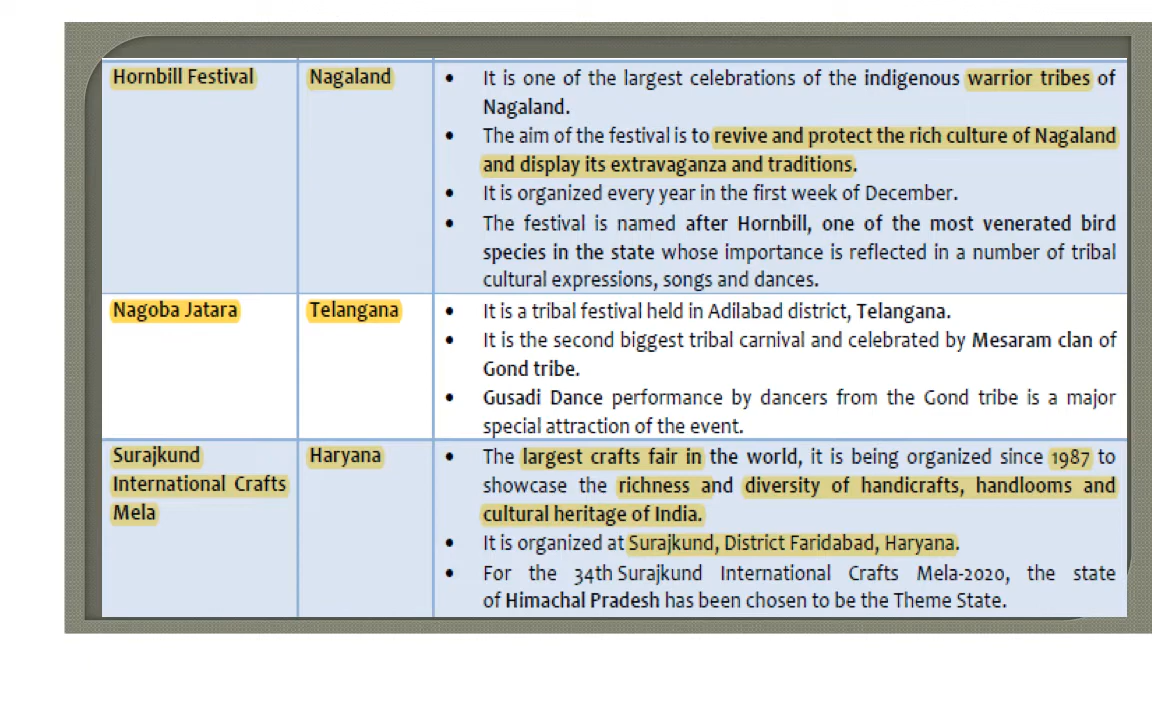 Hornbill Festival
Nagaland
• It is one of the largest celebrations of the indigenous warrior tribes of
Nagaland.
• The aim of the festival is to revive and protect the rich culture of Nagaland
and display its extravaganza and traditions.
• It is organized every year in the first week of December.
• The festival is named after Hornbill, one of the most venerated bird
species in the state whose importance is reflected in a number of tribal
cultural expressions, songs and dances.
Nagoba Jatara
Telangana
• It is a tribal festival held in Adilabad district, Telangana.
• It is the second biggest tribal carnival and celebrated by Mesaram clan of
Gond tribe.
• Gusadi Dance performance by dancers from the Gond tribe is a major
special attraction of the event.
Surajkund
International Crafts
Mela
Haryana
• The largest crafts fair in the world, it is being organized since 1987 to
showcase the richness and diversity of handicrafts, handlooms and
cultural heritage of India.
• It is organized at Surajkund, District Faridabad, Haryana.
• For the 34th Surajkund International Crafts Mela-2020, the state
of Himachal Pradesh has been chosen to be the Theme State.